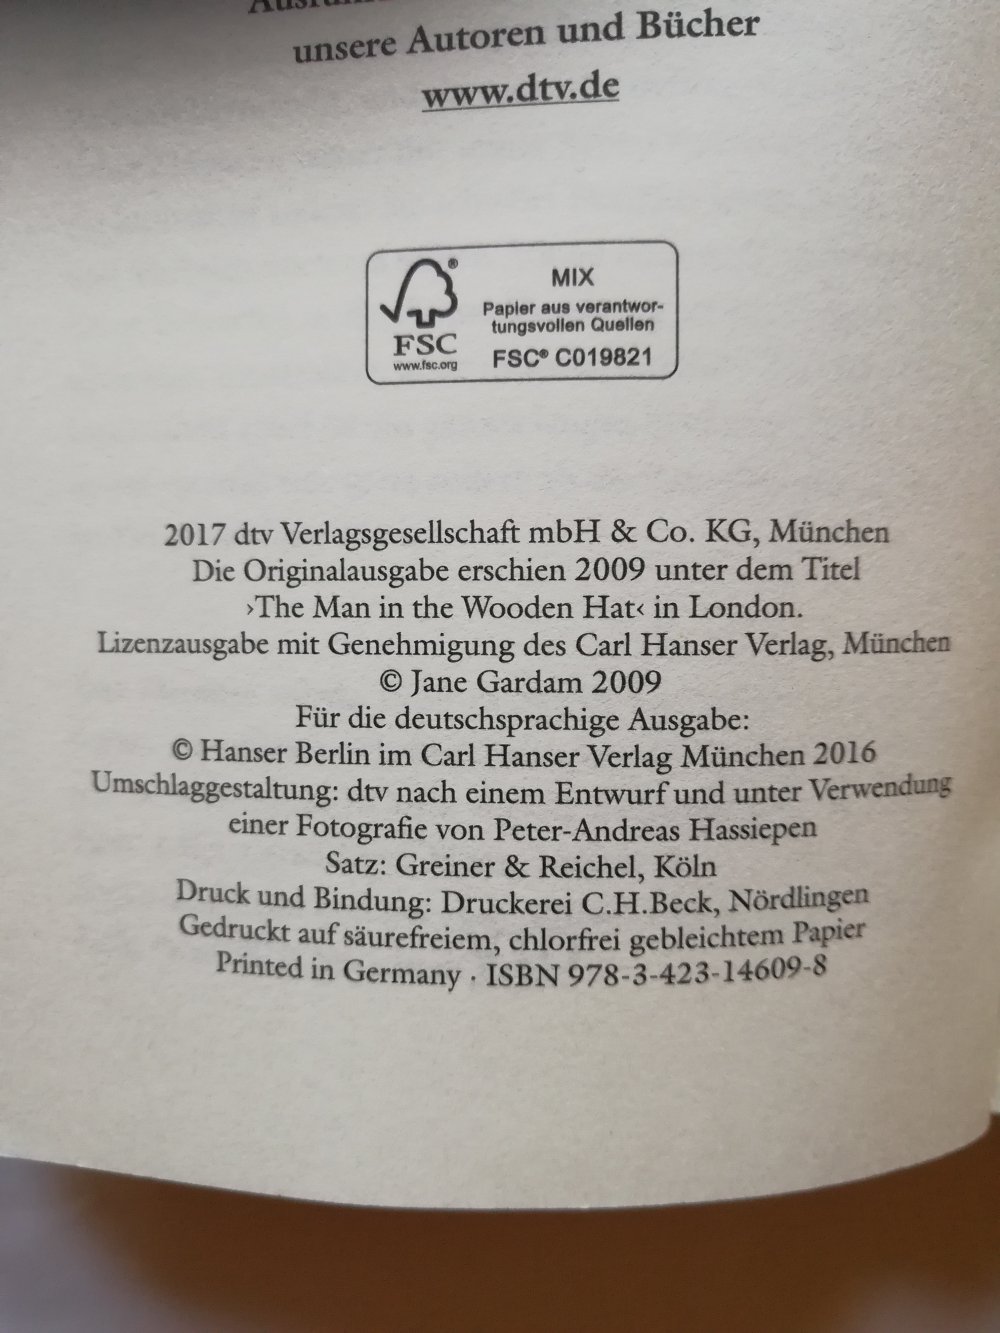 unsere Autoren und Bücher
www.dtv.de
MIX
Papier aus verantwor-
tungsvollen Quellen
FSC® C019821
FSC
www.fsc.org
2017 dtv Verlagsgesellschaft mbH & Co. KG, München
Die Originalausgabe erschien 2009 unter dem Titel
›The Man in the Wooden Hat‹ in London.
Lizenzausgabe mit Genehmigung des Carl Hanser Verlag, München
© Jane Gardam 2009
Für die deutschsprachige Ausgabe:
© Hanser Berlin im Carl Hanser Verlag München 2016
Umschlaggestaltung: dtv nach einem Entwurf und unter Verwendung
einer Fotografie von Peter-Andreas Hassiepen
Satz: Greiner & Reichel, Köln
Druck und Bindung: Druckerei C.H.Beck, Nördlingen
Gedruckt auf säurefreiem, chlorfrei gebleichtem Papier
Printed in Germany · ISBN 978-3-423-14609-8